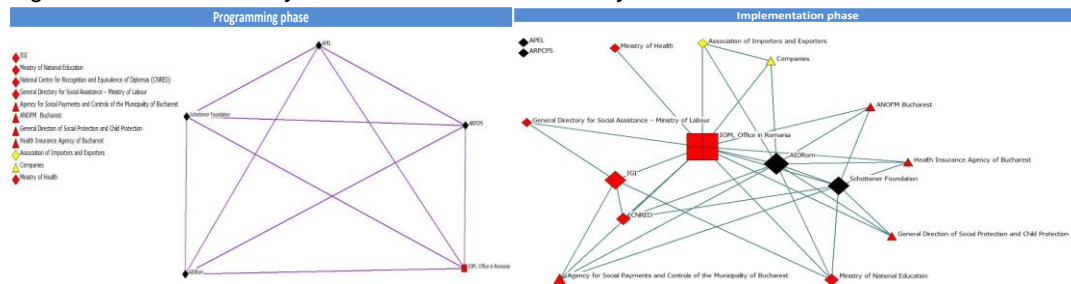 Programming phase
Implementation phase
IGI
Ministry of National Education
National Centre for Recognition and Equivalence of Diplomas (CNRED)
General Directory for Social Assistance – Ministry of Labour
Agency for Social Payments and Controls of the Municipality of Bucharest
ANOFM Bucharest
General Direction of Social Protection and Child Protection
Health Insurance Agency of Bucharest
Association of Importers and Exporters
Companies
Ministry of Health
APEL
Schottener Foundation
ARPCPS
AIDRom
IOM, Office in Romania
APEL
ARPCPS
Ministry of Health
Association of Importers and Exporters
Companies
ANOFM Bucharest
General Directory for Social Assistance – Ministry of Labour
IOM, Office in Romania
AIDRom
Health Insurance Agency of Bucharest
IGI
Schottener Foundation
CNRED
General Direction of Social Protection and Child Protection
Agency for Social Payments and Controls of the Municipality of Bucharest
Ministry of National Education